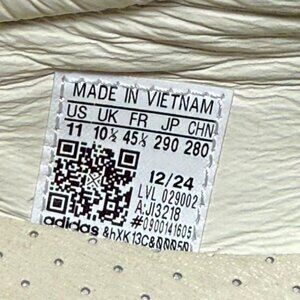 MADE IN VIETNAM
US UK FR JP CHN
11 10½ 45⅓ 290 280
12/24
LVL 029002
A:JI3218
#0900141605
adidas